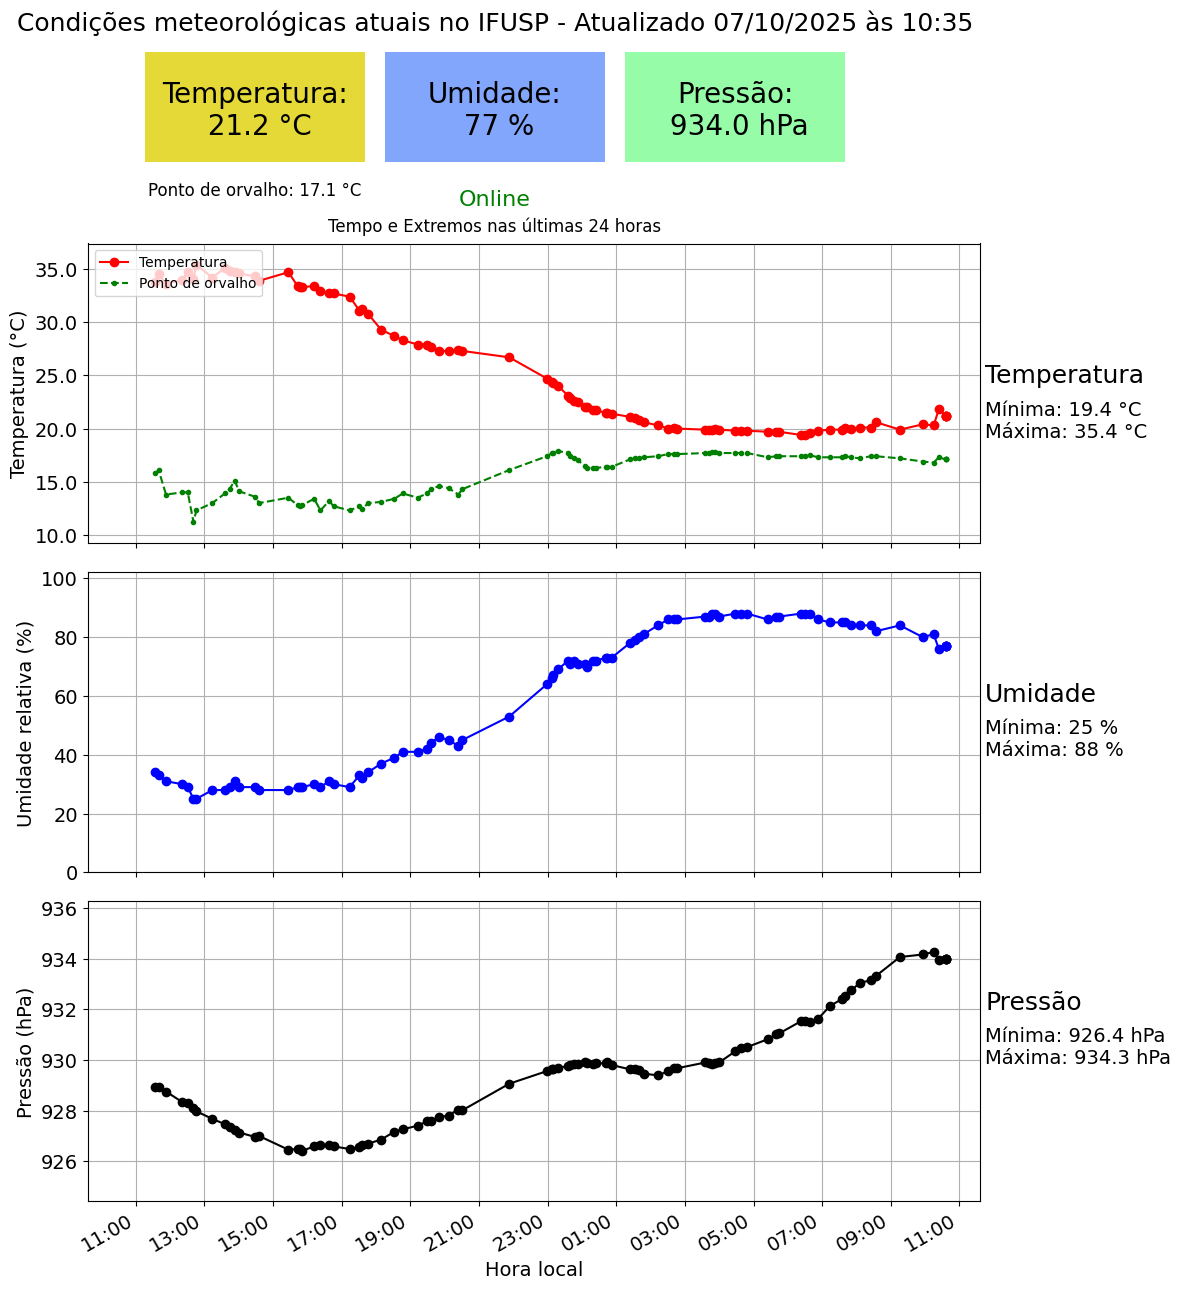 Condições meteorológicas atuais no IFUSP - Atualizado 07/10/2025 às 10:35
Temperatura:
21.2 °C
Umidade:
77 %
Pressão:
934.0 hPa
Ponto de orvalho: 17.1 °C
Online
Tempo e Extremos nas últimas 24 horas
Temperatura
Ponto de orvalho
Temperatura (°C)
35.0
30.0
25.0
20.0
15.0
10.0
Temperatura
Mínima: 19.4 °C
Máxima: 35.4 °C
Umidade relativa (%)
100
80
60
40
20
0
Umidade
Mínima: 25 %
Máxima: 88 %
Pressão (hPa)
936
934
932
930
928
926
Pressão
Mínima: 926.4 hPa
Máxima: 934.3 hPa
11:00
13:00
15:00
17:00
19:00
21:00
23:00
01:00
03:00
05:00
07:00
09:00
11:00
Hora local